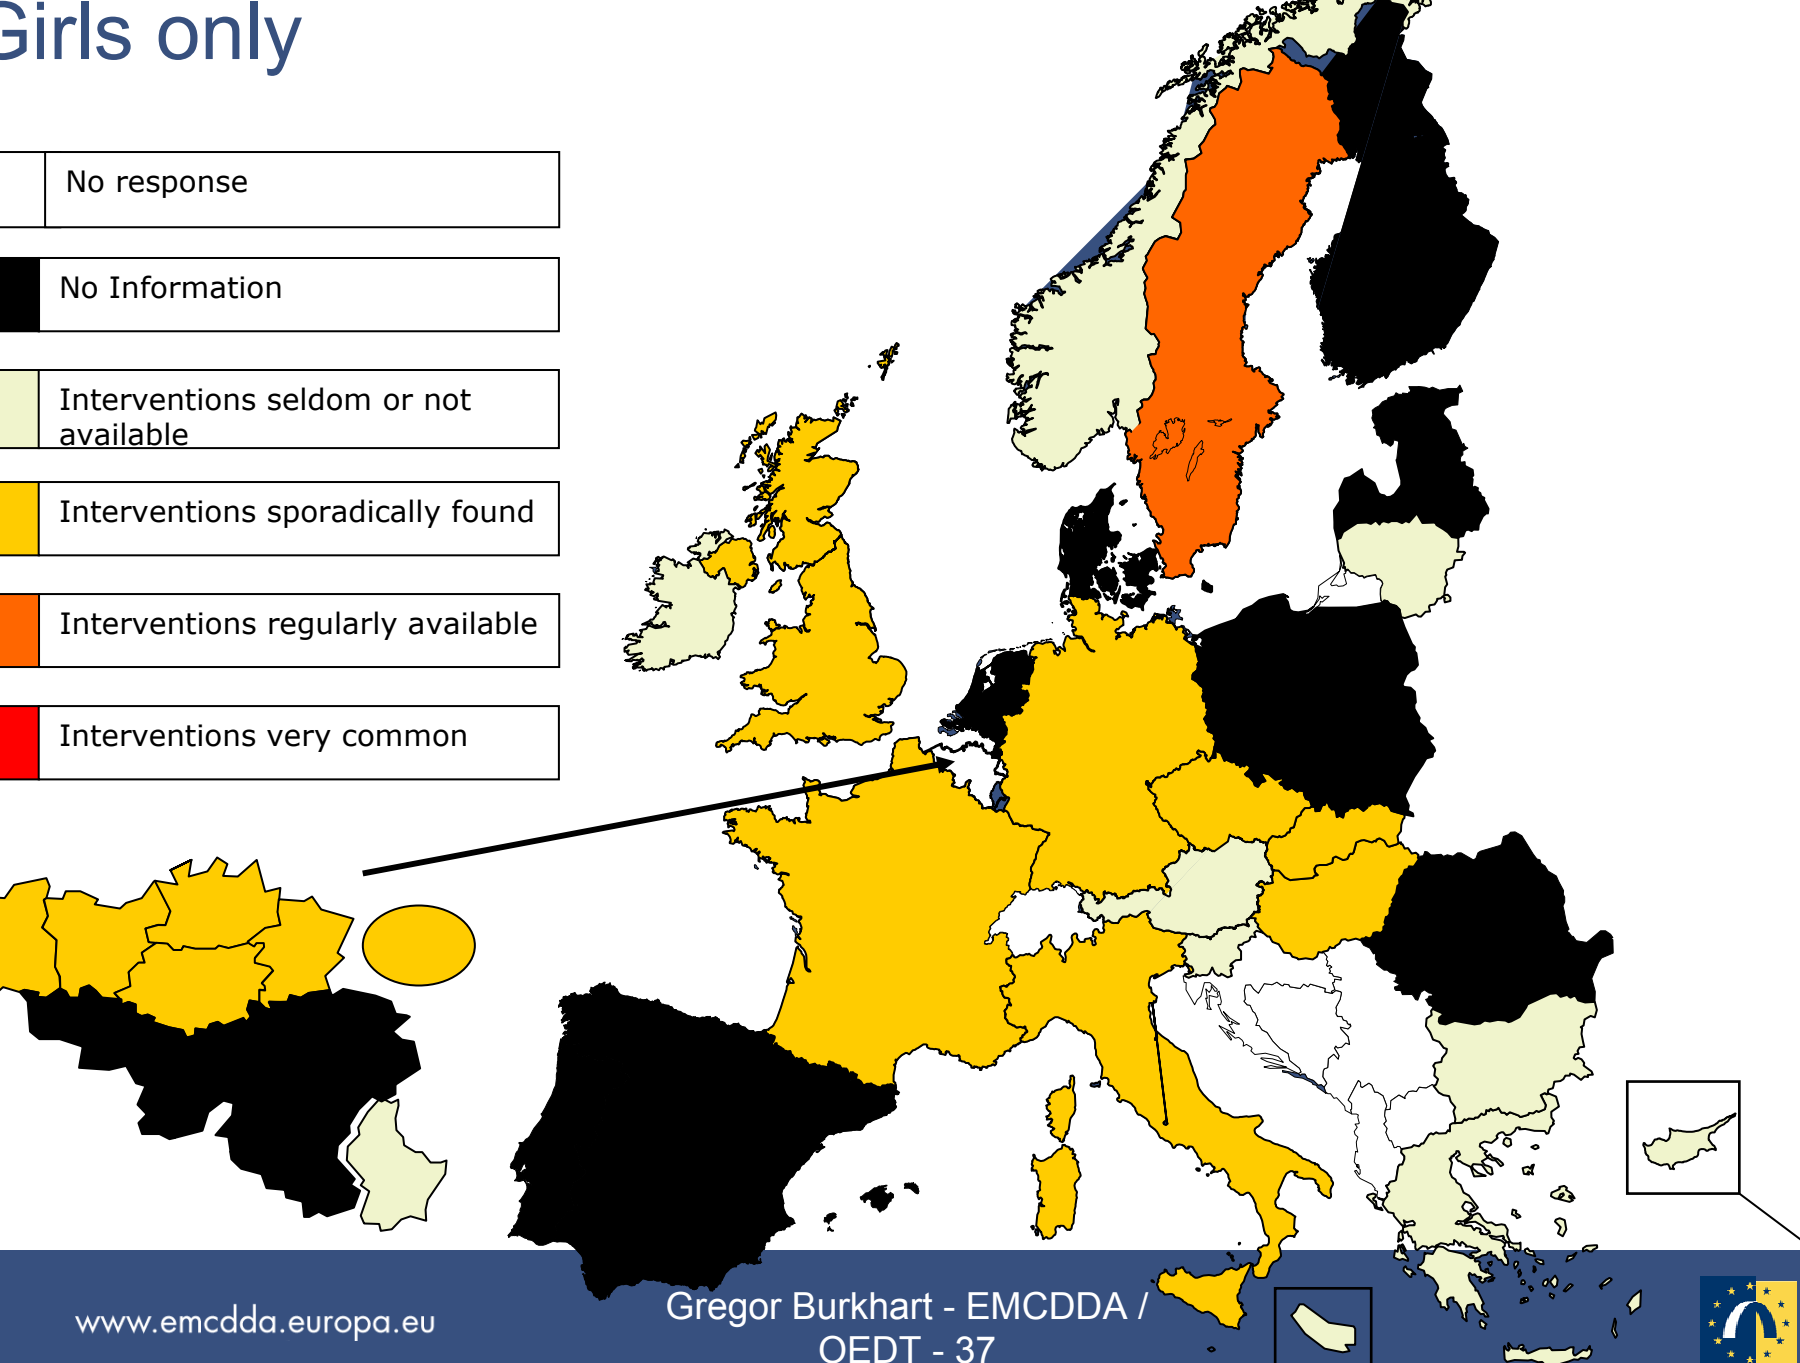 Girls only
No response
No Information
Interventions seldom or not
available
Interventions sporadically found
Interventions regularly available
Interventions very common
www.emcdda.europa.eu
Gregor Burkhart - EMCDDA /
OEDT - 37